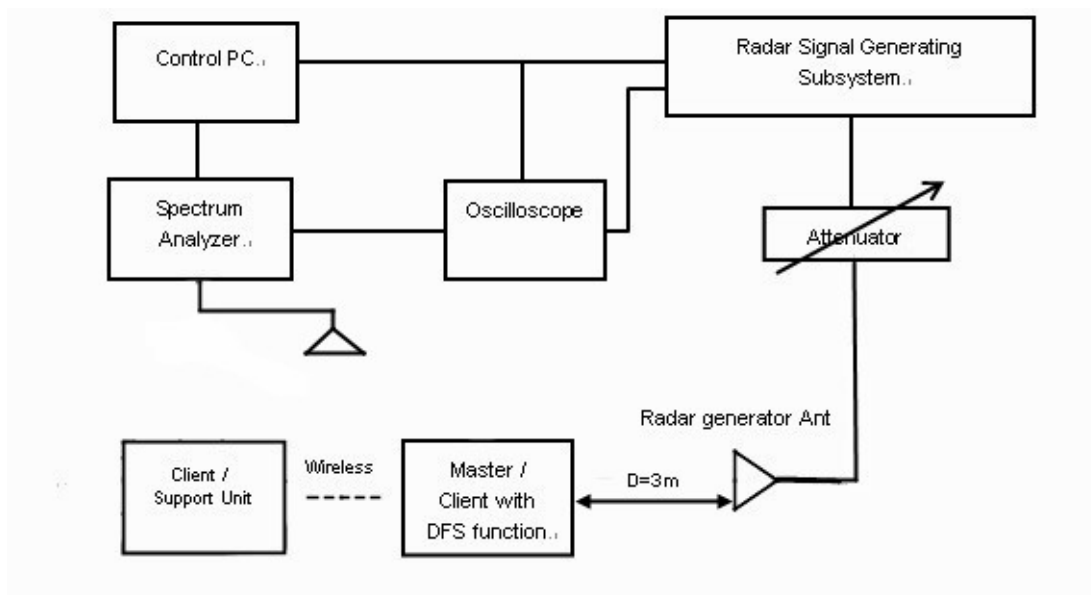 Control PC.
Radar Signal Generating
Subsystem.
Spectrum
Analyzer.
Oscilloscope
Attenuator
Radar generator Ant
Client /
Support Unit
Wireless
Master /
Client with
DFS function.
D=3m